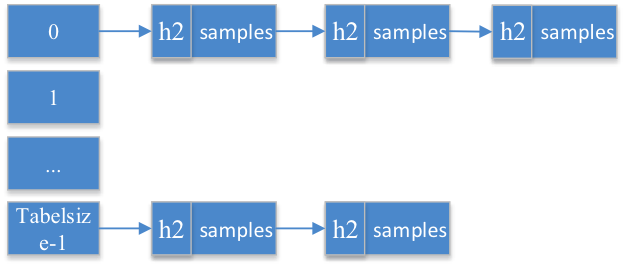 0 h2 samples h2 samples h2 samples
1
...
Tabelsiz
e-1 h2 samples h2 samples